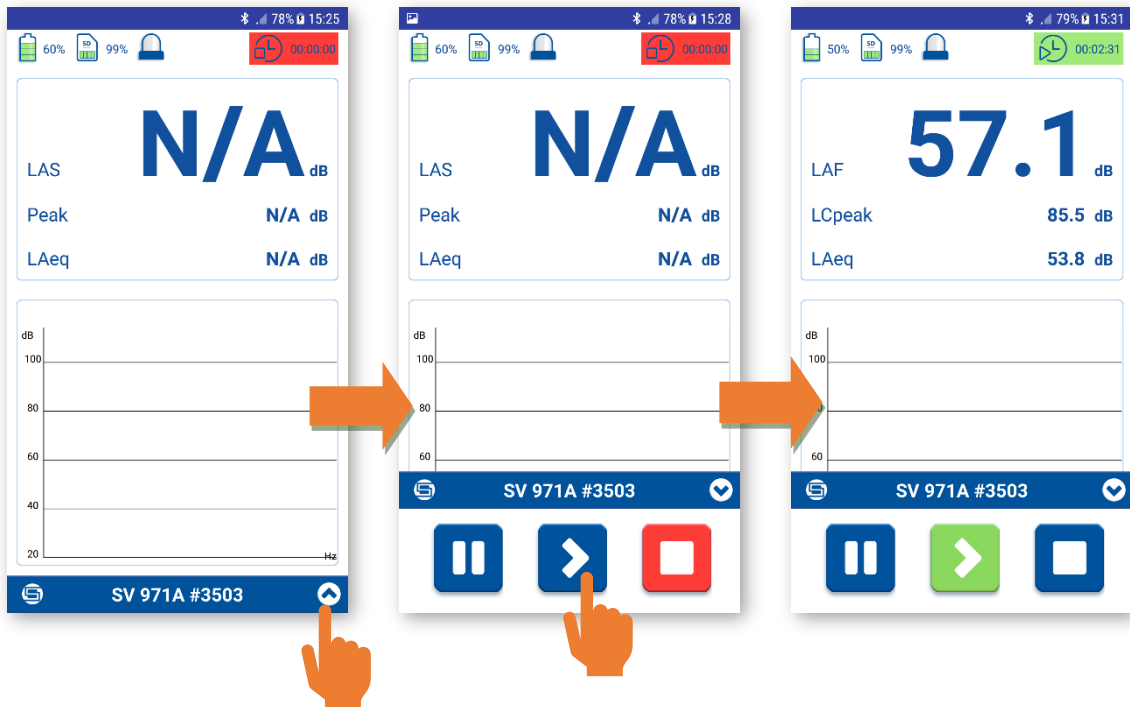 78% 15:25
60% SD 99% 00:00:00
LAS N/A dB
Peak N/A dB
LAeq N/A dB
dB
100
80
60
40
20
Hz
SV 971A #3503
78% 15:28
60% SD 99% 00:00:00
LAS N/A dB
Peak N/A dB
LAeq N/A dB
dB
100
80
60
SV 971A #3503
79% 15:31
50% SD 99% 00:02:31
LAF 57.1 dB
LCpeak 85.5 dB
LAeq 53.8 dB
dB
100
60
SV 971A #3503